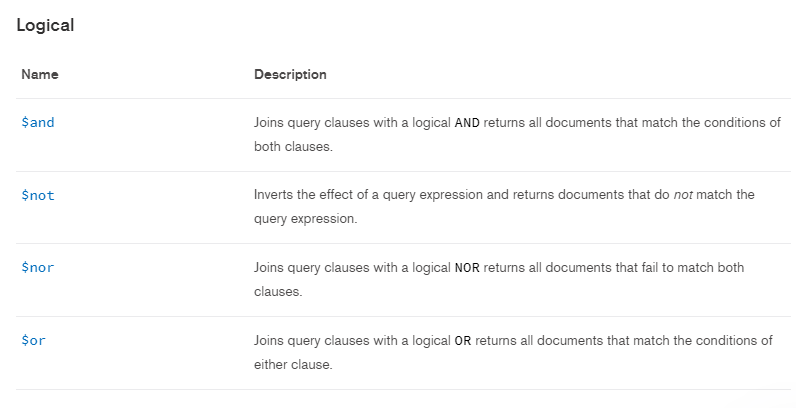 Logical
Name Description
$and Joins query clauses with a logical AND returns all documents that match the conditions of
both clauses.
$not Inverts the effect of a query expression and returns documents that do not match the
query expression.
$nor Joins query clauses with a logical NOR returns all documents that fail to match both
clauses.
$or Joins query clauses with a logical OR returns all documents that match the conditions of
either clause.